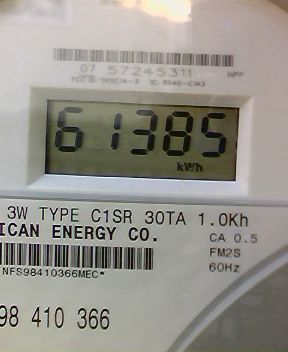 07 57245311 HPP
61385
kWh
3W TYPE C1SR 30TA 1.0Kh
ICAN ENERGY CO.
CA 0.5
FM2S
60Hz
NFS98410366MEC*
98 410 366